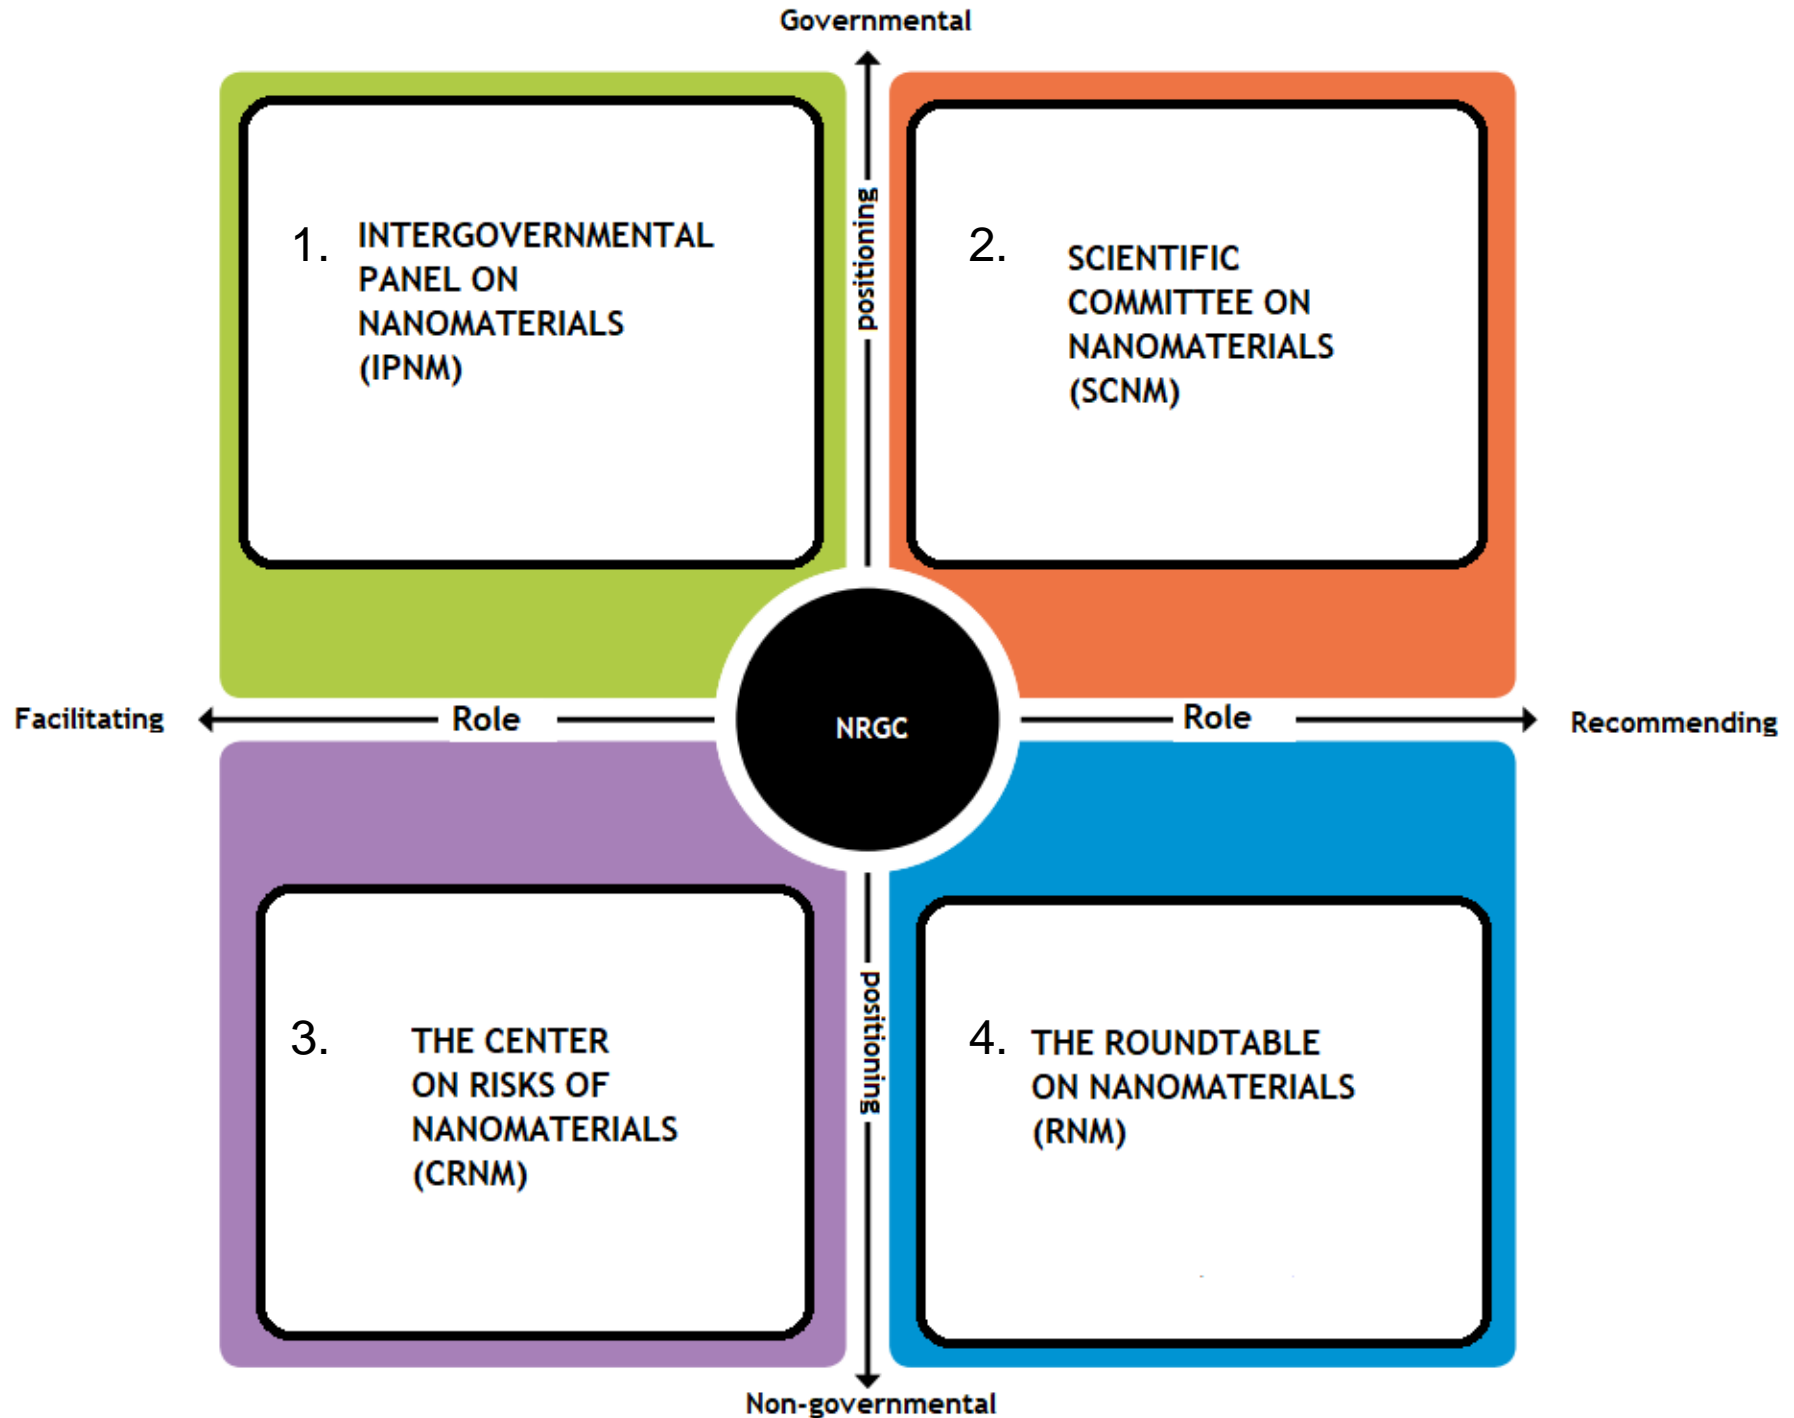 Governmental
1. INTERGOVERNMENTAL
PANEL ON
NANOMATERIALS
(IPNM)
positioning
2. SCIENTIFIC
COMMITTEE ON
NANOMATERIALS
(SCNM)
Facilitating
Role
NRGC
Role
Recommending
3. THE CENTER
ON RISKS OF
NANOMATERIALS
(CRNM)
positioning
4. THE ROUNDTABLE
ON NANOMATERIALS
(RNM)
Non-governmental